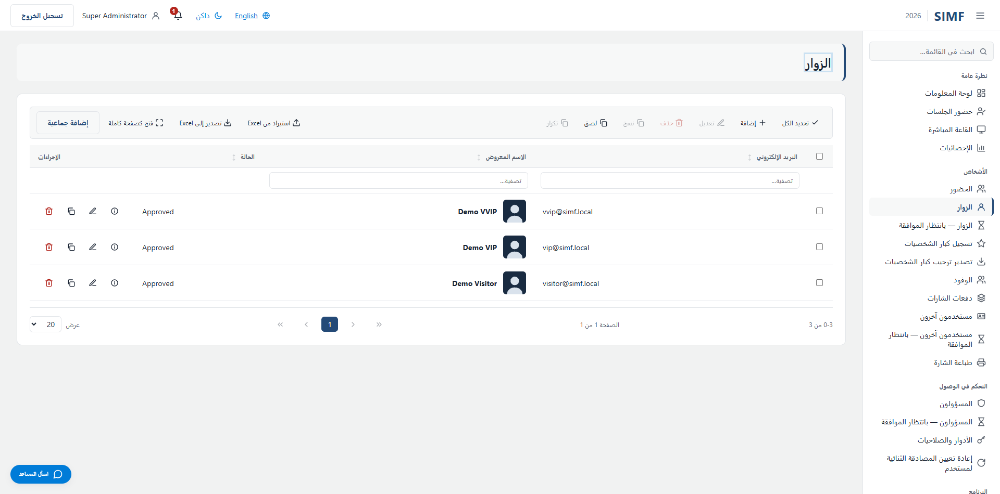 SIMF
2026
English
داكن
1
Super Administrator
تسجيل الخروج
ابحث في القائمة...
نظرة عامة
لوحة المعلومات
حضور الجلسات
القاعة المباشرة
الإحصائيات
الأشخاص
الحضور
الزوار
الزوار — بانتظار الموافقة
تسجيل كبار الشخصيات
تصدير ترحيب كبار الشخصيات
الوفود
دفعات الشارات
مستخدمون آخرون
مستخدمون آخرون — بانتظار
الموافقة
طباعة الشارة
التحكم في الوصول
المسؤولون
المسؤولون — بانتظار الموافقة
الأدوار والصلاحيات
إعادة تعيين المصادقة الثنائية
لمستخدم
البرنامج
الزوار
تحديد الكل
إضافة
تعديل
حذف
نسخ
لصق
تكرار
استيراد من Excel
تصدير إلى Excel
فتح كصفحة كاملة
إضافة جماعية
البريد الإلكتروني
الاسم المعروض
الحالة
الإجراءات
تصفية...
تصفية...
vvip@simf.local
Demo VVIP
Approved
vip@simf.local
Demo VIP
Approved
visitor@simf.local
Demo Visitor
Approved
0-3 من 3
الصفحة 1 من 1
1
عرض
20
اسأل المساعد